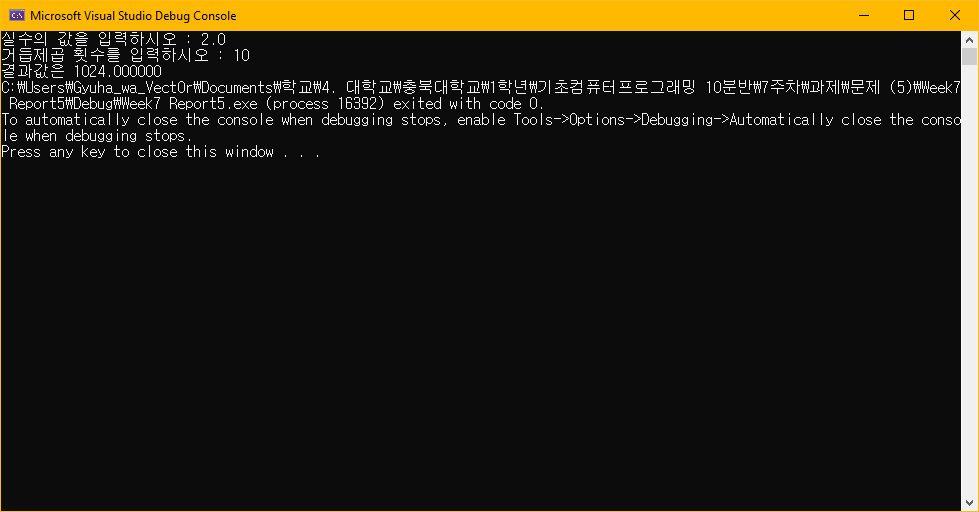 Microsoft Visual Studio Debug Console
실수의 값을 입력하시오 : 2.0
거듭제곱 횟수를 입력하시오 : 10
결과값은 1024.000000
C:₩Users₩Gyuha_wa_VectOr₩Documents₩학교₩4. 대학교₩충북대학교₩1학년₩기초컴퓨터프로그래밍 10분반₩7주차₩과제₩문제 (5)₩Week7
 Report5₩Debug₩Week7 Report5.exe (process 16392) exited with code 0.
To automatically close the console when debugging stops, enable Tools->Options->Debugging->Automatically close the conso
le when debugging stops.
Press any key to close this window . . .